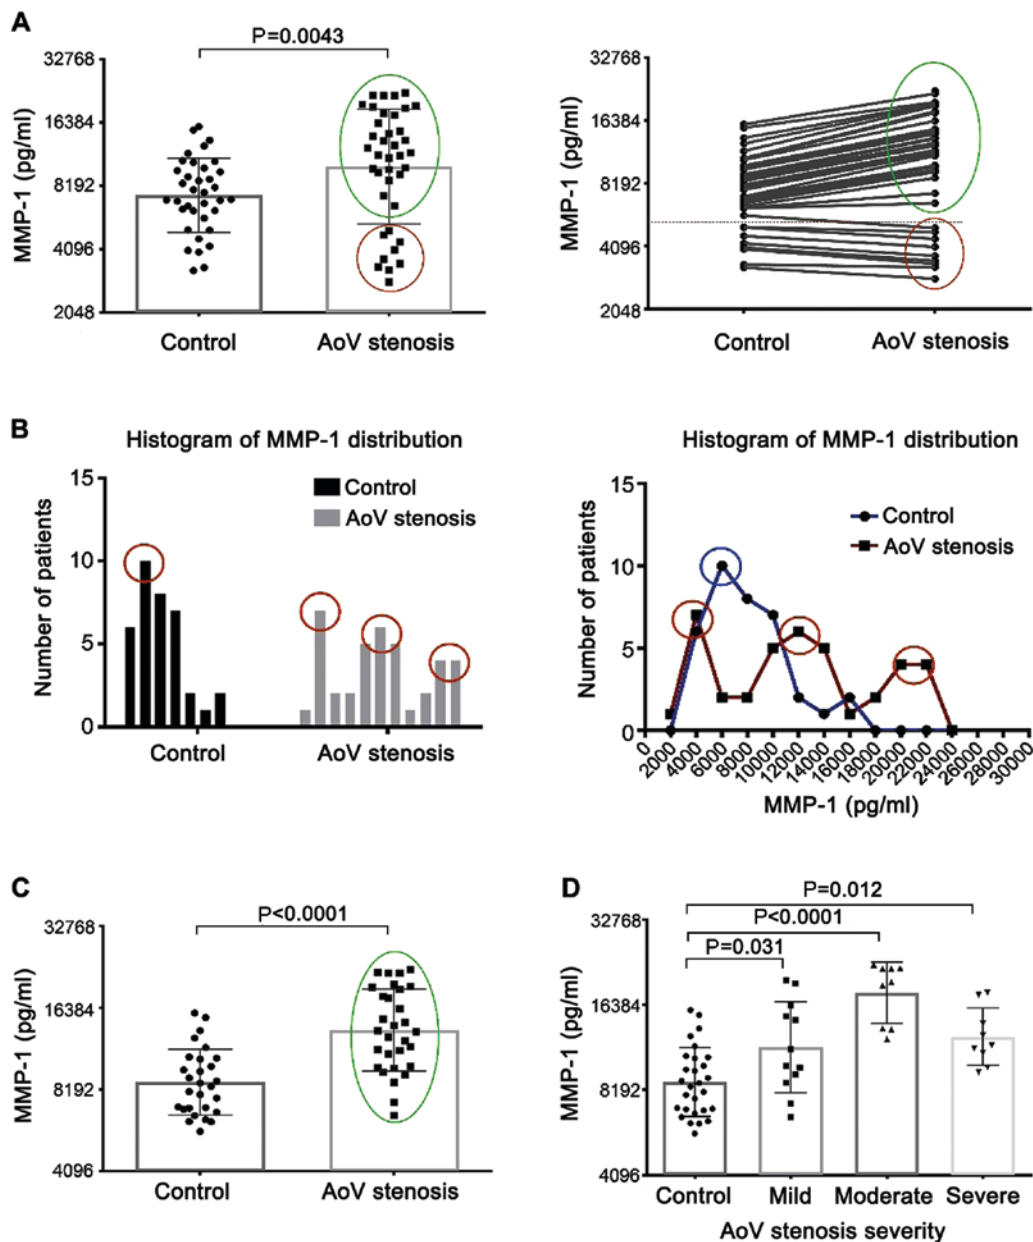 A
P=0.0043
32768
16384
8192
4096
2048
MMP-1 (pg/ml)
Control
AoV stenosis
32768
16384
8192
4096
2048
MMP-1 (pg/ml)
Control
AoV stenosis
B
Histogram of MMP-1 distribution
15
10
5
0
Number of patients
Control
AoV stenosis
Control
AoV stenosis
Histogram of MMP-1 distribution
15
10
5
0
Number of patients
Control
AoV stenosis
0
2000
4000
6000
8000
10000
12000
14000
16000
18000
20000
22000
24000
26000
28000
30000
MMP-1 (pg/ml)
C
P<0.0001
32768
16384
8192
4096
MMP-1 (pg/ml)
Control
AoV stenosis
D
P=0.012
P<0.0001
P=0.031
32768
16384
8192
4096
MMP-1 (pg/ml)
Control
Mild
Moderate
Severe
AoV stenosis severity